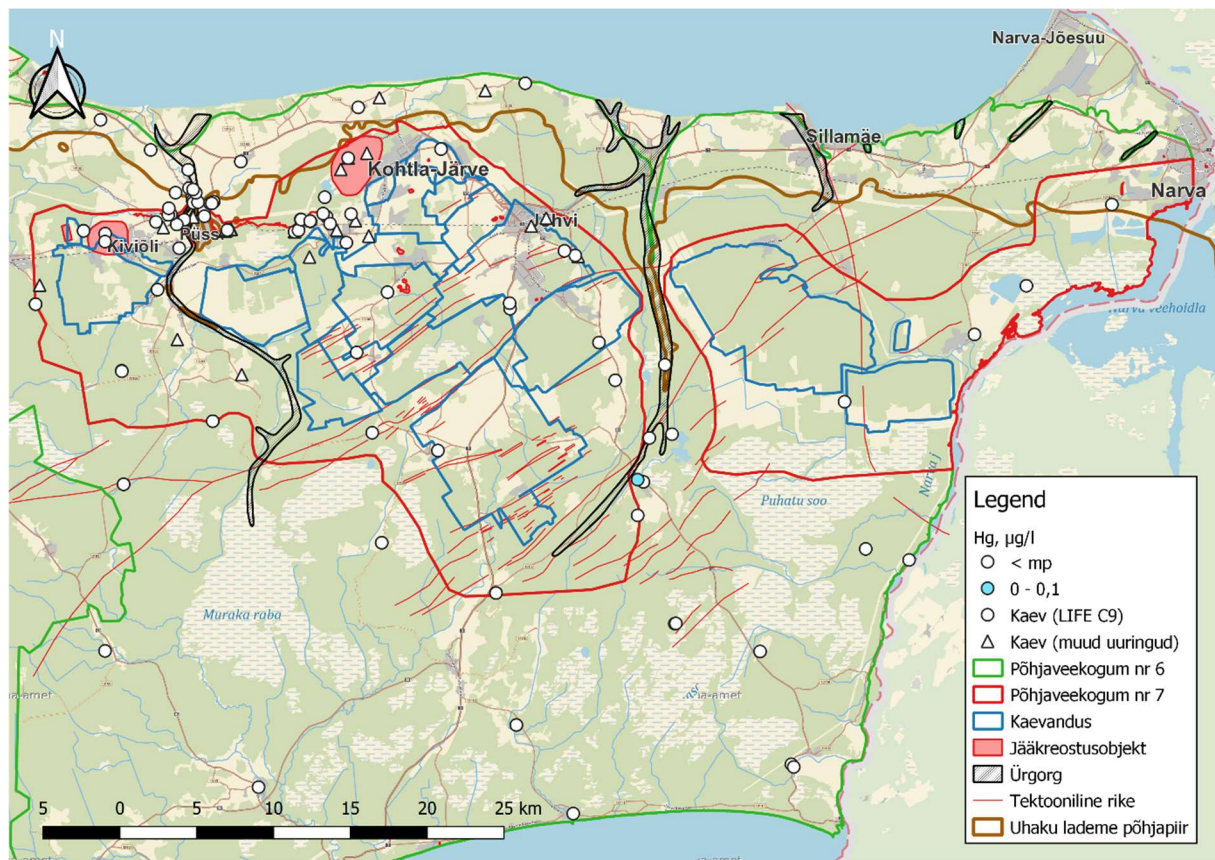 N
Narva-Jõesuu
Sillamäe
Kohtla-Järve
Narva
Püssi
Kiviõli
Narva veehoidla
Narva j
Puhatu soo
Muraka raba
Legend
Hg, µg/l
< mp
0 - 0,1
Kaev (LIFE C9)
Kaev (muud uuringud)
Põhjaveekogum nr 6
Põhjaveekogum nr 7
Kaevandus
Jääkreostusobjekt
Ürgorg
Tektooniline rike
Uhaku lademe põhjapiir
5 0 5 10 15 20 25 km